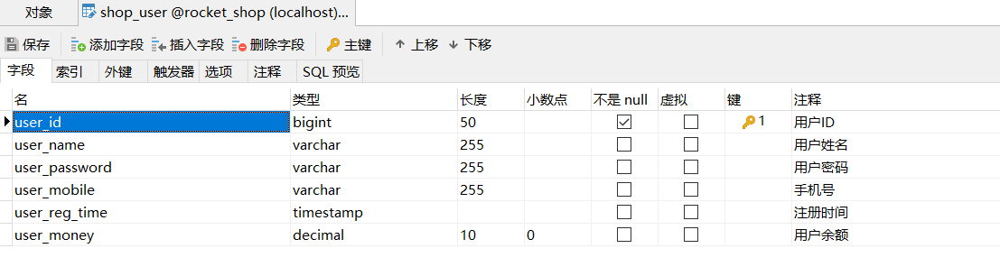 对象 shop_user @rocket_shop (localhost)...
保存 添加字段 插入字段 删除字段 主键 上移 下移
字段 索引 外键 触发器 选项 注释 SQL 预览
名 类型 长度 小数点 不是 null 虚拟 键 注释
user_id bigint 50 1 用户ID
user_name varchar 255 用户姓名
user_password varchar 255 用户密码
user_mobile varchar 255 手机号
user_reg_time timestamp 注册时间
user_money decimal 10 0 用户余额